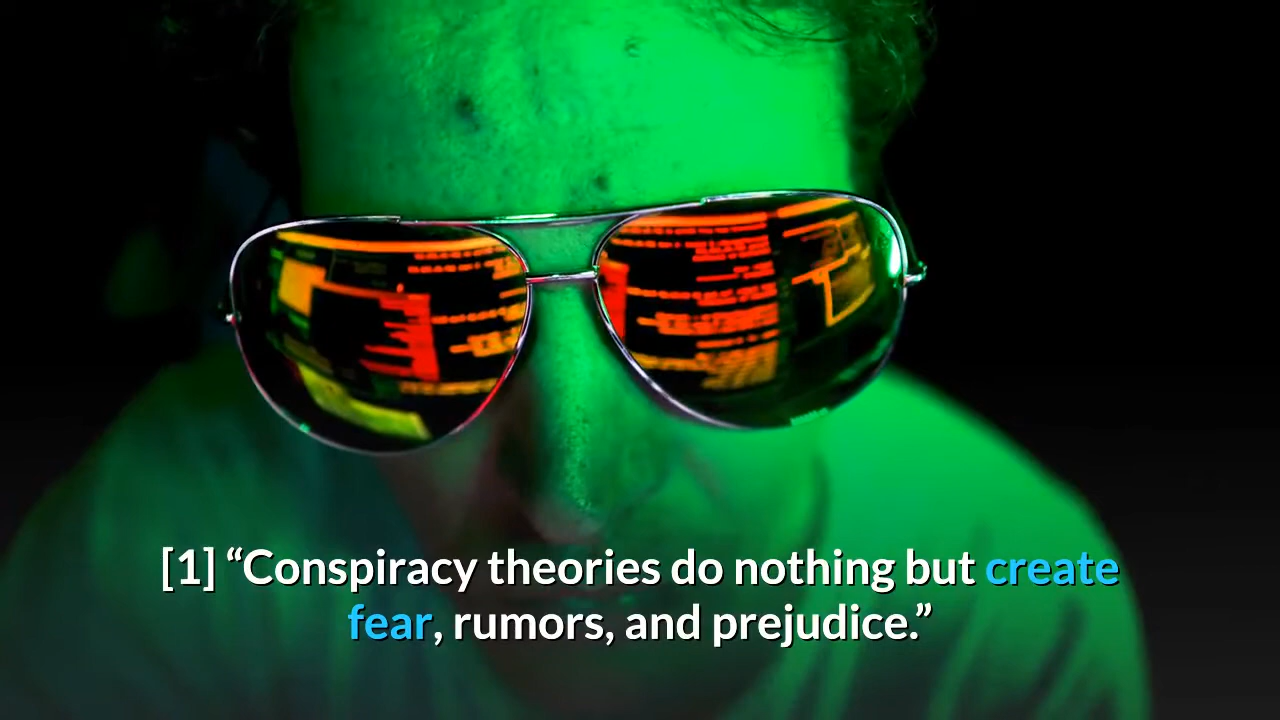 [1] “Conspiracy theories do nothing but create
fear, rumors, and prejudice.”